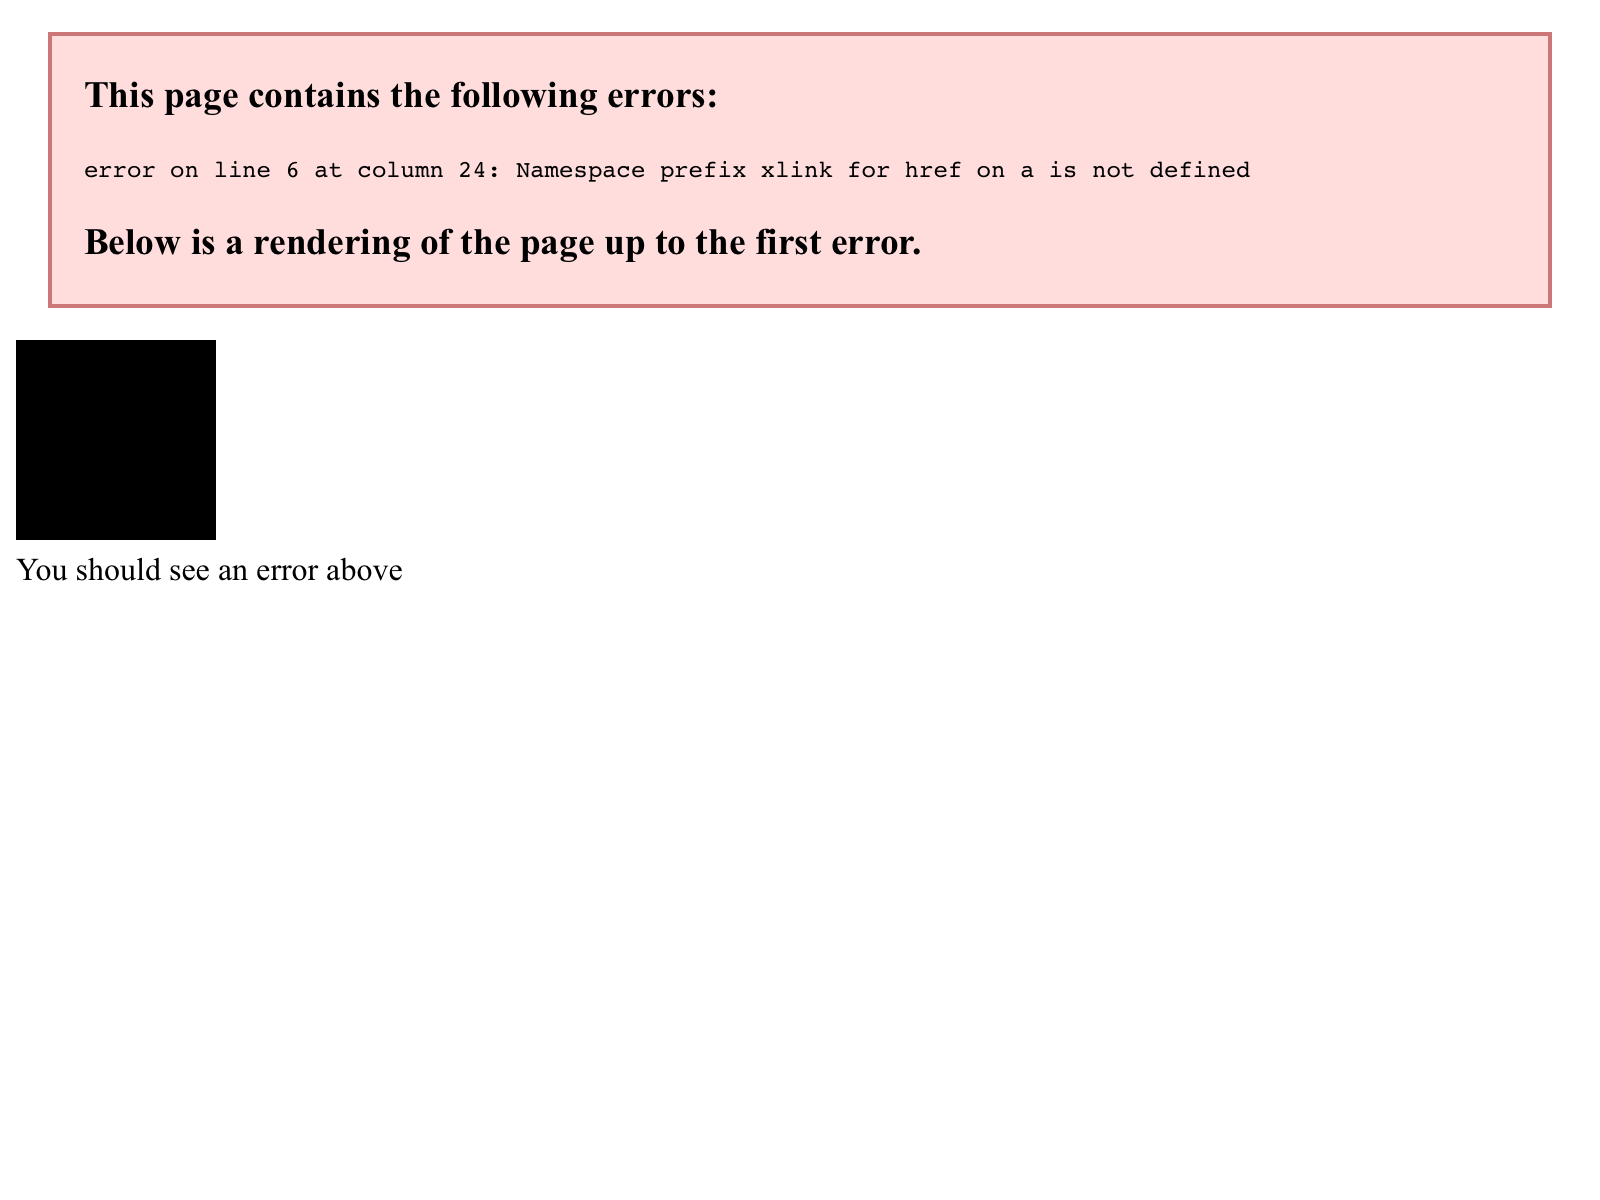 This page contains the following errors:
error on line 6 at column 24: Namespace prefix xlink for href on a is not defined
Below is a rendering of the page up to the first error.
You should see an error above